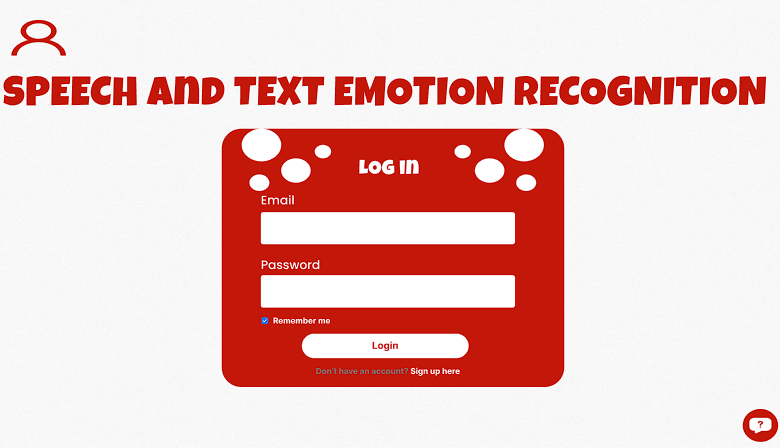 SPEECH AND TEXT EMOTION RECOGNITION
LOG IN
Email
Password
Remember me
Login
Don't have an account? Sign up here
?